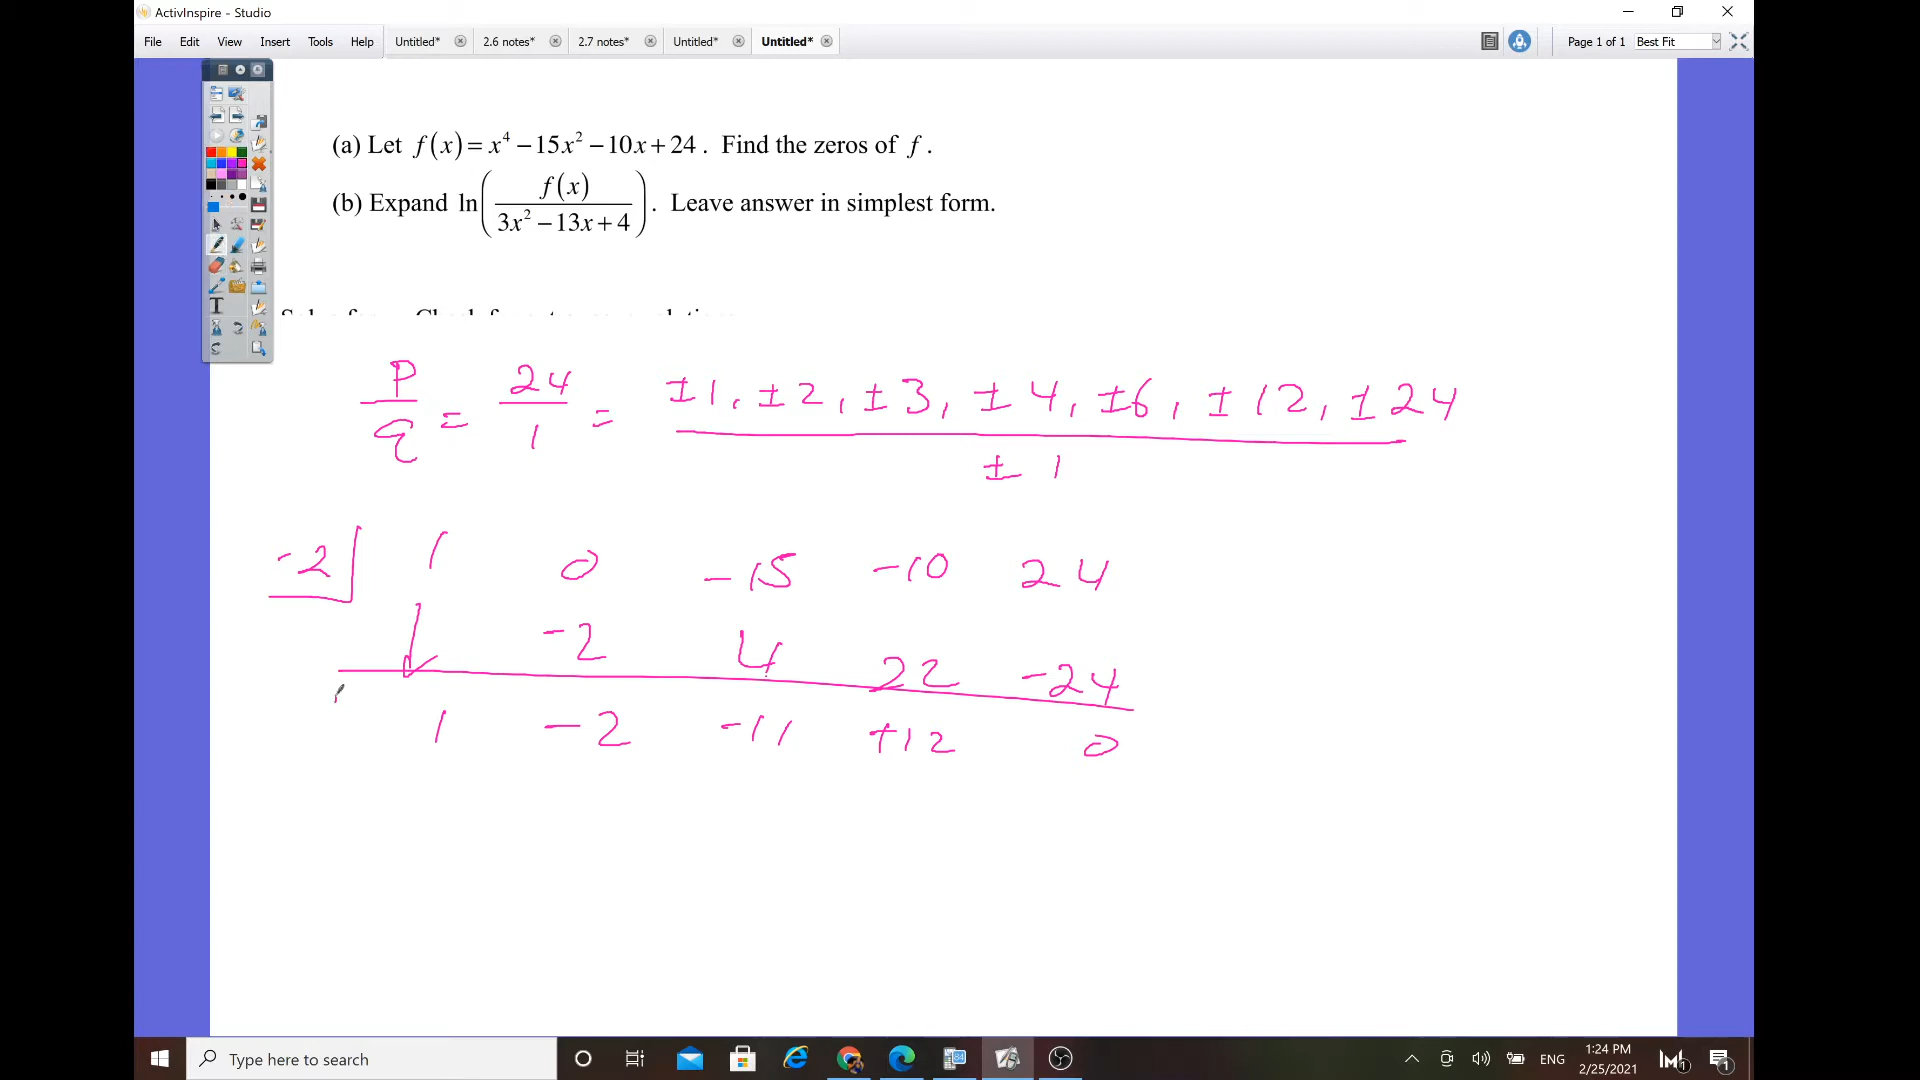 ActivInspire - Studio
File Edit View Insert Tools Help Untitled* 2.6 notes* 2.7 notes* Untitled* Untitled* Page 1 of 1 Best Fit
(a) Let f(x) = x⁴ − 15x² − 10x + 24 . Find the zeros of f .
(b) Expand ln( f(x) / 3x² − 13x + 4 ) . Leave answer in simplest form.
P/q = 24/1 = ±1, ±2, ±3, ±4, ±6, ±12, ±24 / ±1
-2 1 0 -15 -10 24
-2 4 22 -24
1 -2 -11 +12 0
Type here to search
ENG
1:24 PM
2/25/2021